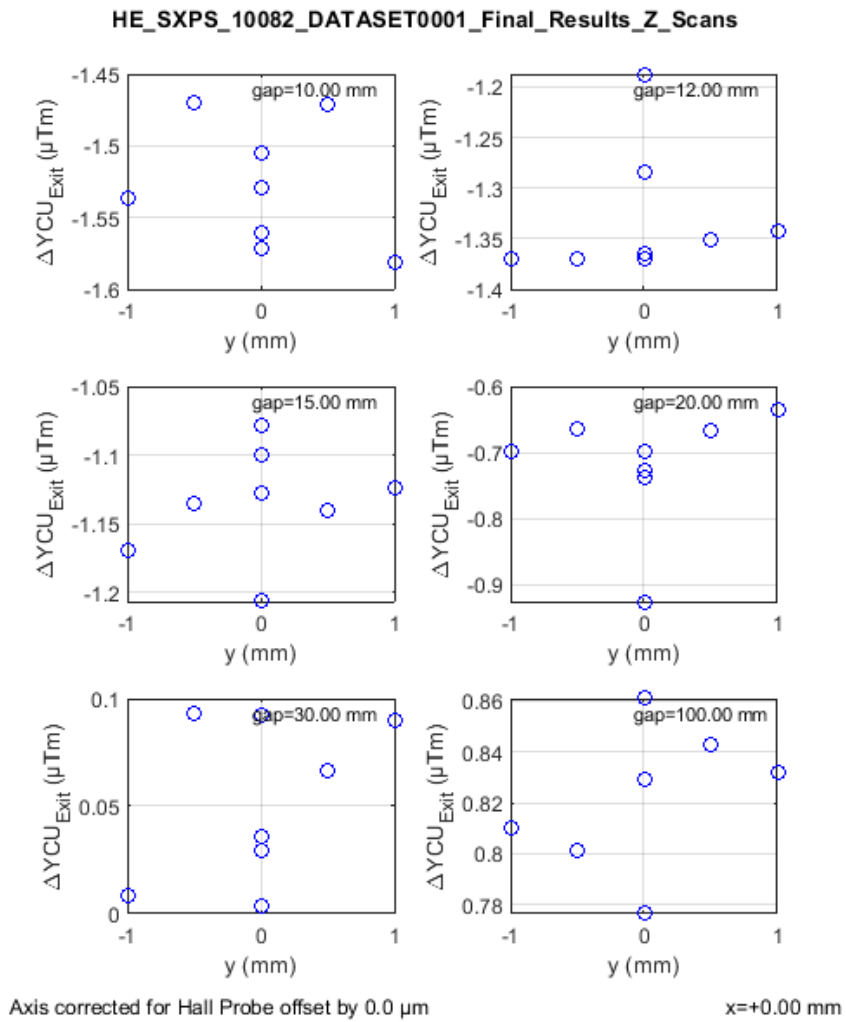 HE_SXPS_10082_DATASET0001_Final_Results_Z_Scans
gap=10.00 mm
-1.45
-1.5
-1.55
-1.6
ΔYCU_Exit (µTm)
-1 0 1
y (mm)
gap=12.00 mm
-1.2
-1.25
-1.3
-1.35
-1.4
ΔYCU_Exit (µTm)
-1 0 1
y (mm)
gap=15.00 mm
-1.05
-1.1
-1.15
-1.2
ΔYCU_Exit (µTm)
-1 0 1
y (mm)
gap=20.00 mm
-0.6
-0.7
-0.8
-0.9
ΔYCU_Exit (µTm)
-1 0 1
y (mm)
gap=30.00 mm
0.1
0.05
0
ΔYCU_Exit (µTm)
-1 0 1
y (mm)
gap=100.00 mm
0.86
0.84
0.82
0.8
0.78
ΔYCU_Exit (µTm)
-1 0 1
y (mm)
Axis corrected for Hall Probe offset by 0.0 µm
x=+0.00 mm